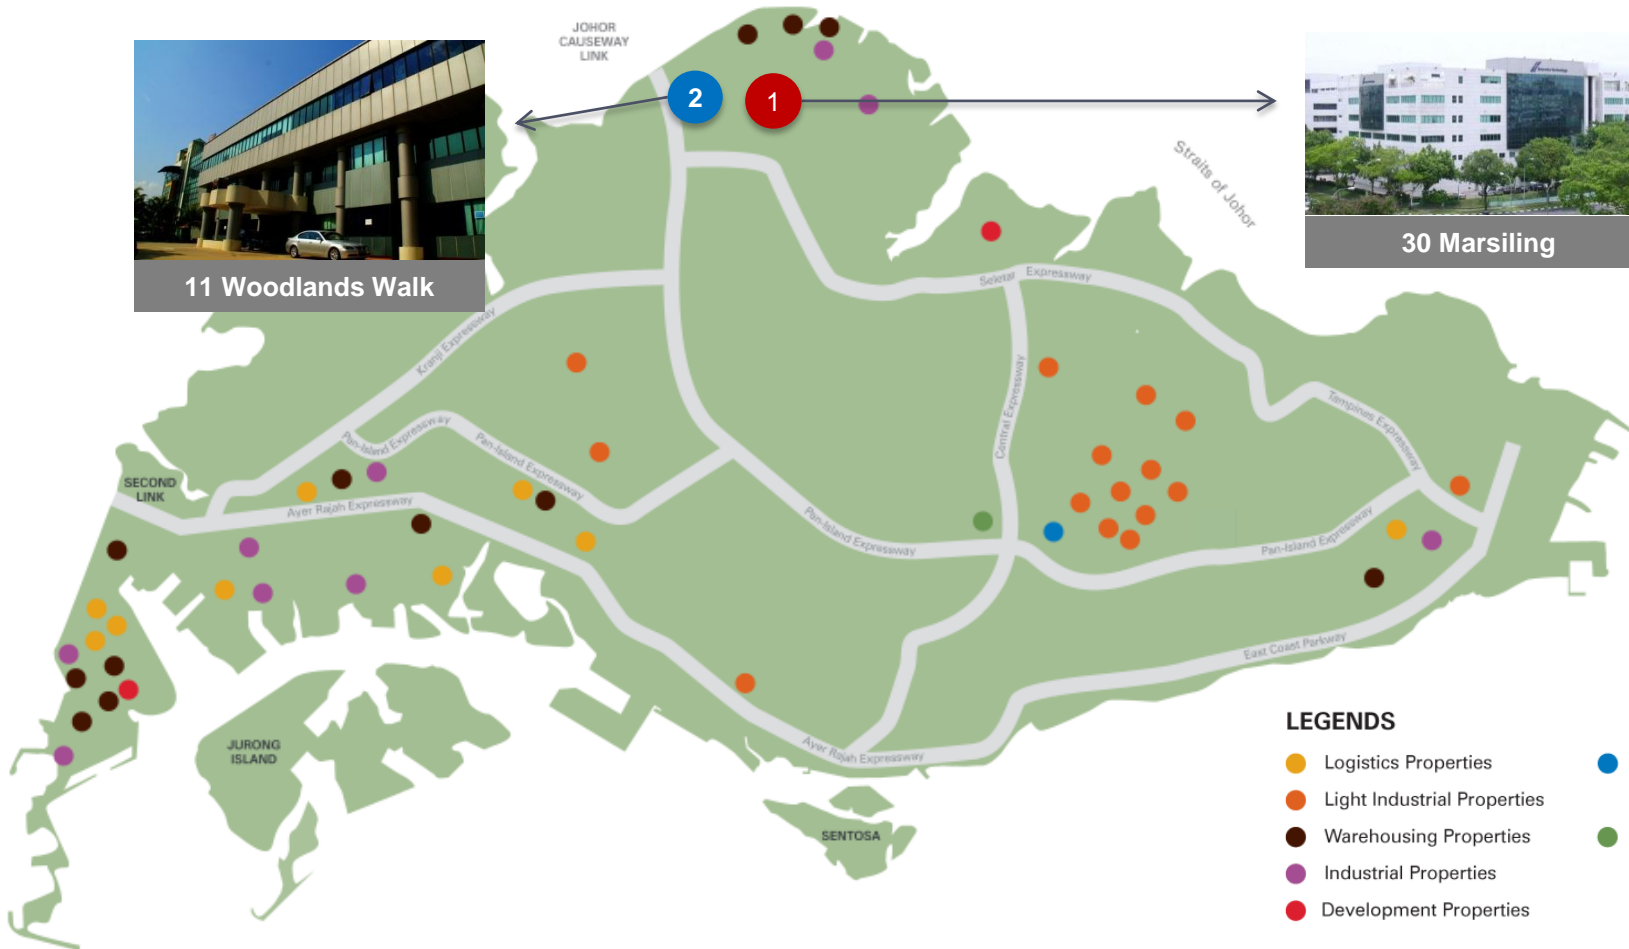 JOHOR
CAUSEWAY
LINK
2
1
Straits of Johor
30 Marsiling
11 Woodlands Walk
Seletar Expressway
Kranji Expressway
Central Expressway
Tampines Expressway
Pan-Island Expressway
Pan-Island Expressway
SECOND
LINK
Ayer Rajah Expressway
Pan-Island Expressway
Pan-Island Expressway
East Coast Parkway
Ayer Rajah Expressway
JURONG
ISLAND
SENTOSA
LEGENDS
Logistics Properties
Light Industrial Properties
Warehousing Properties
Industrial Properties
Development Properties